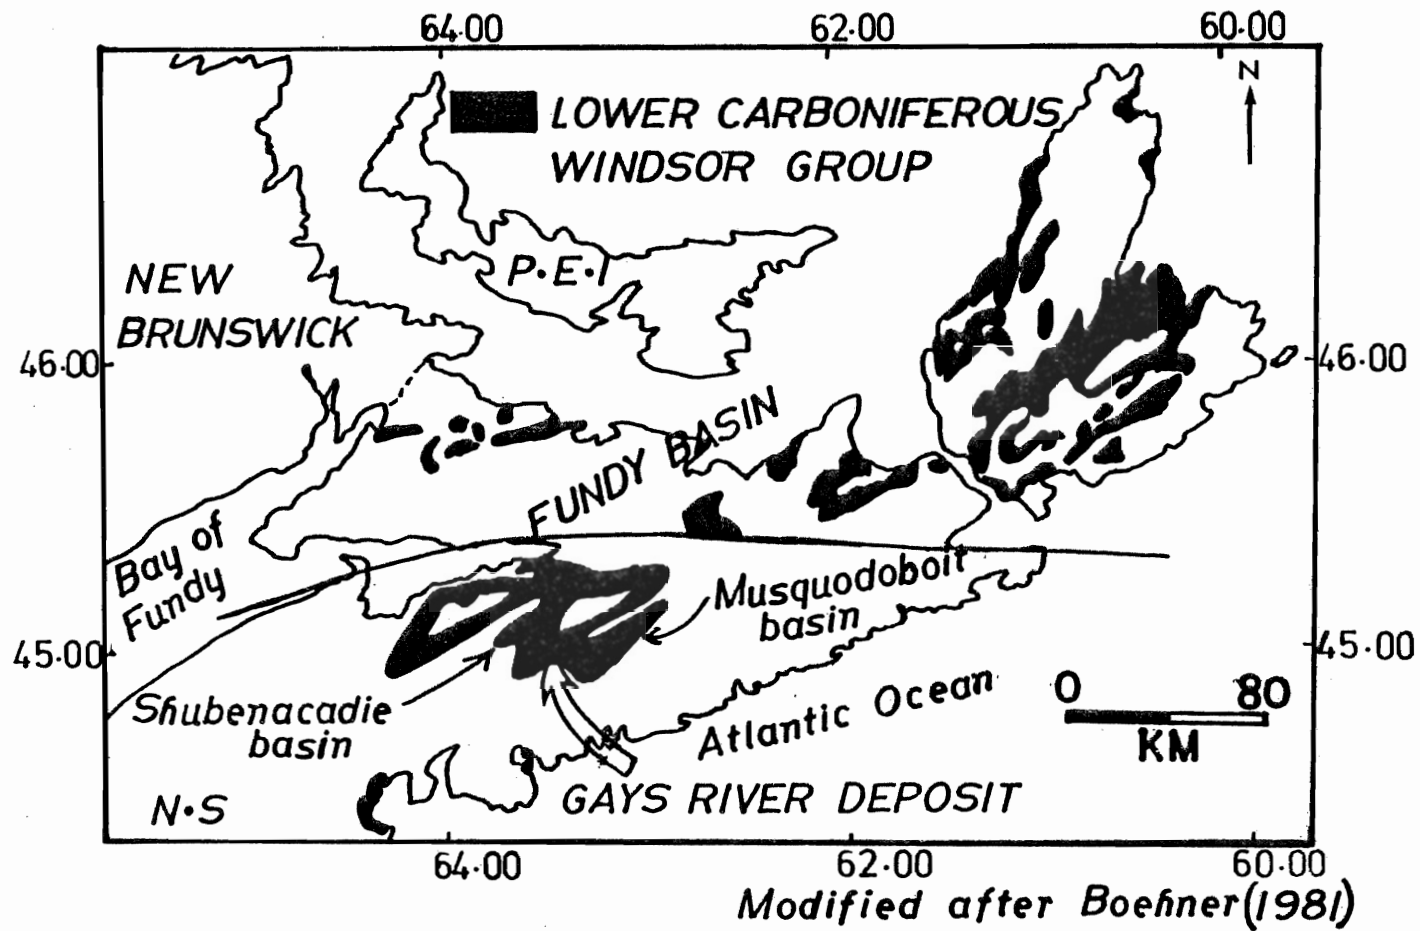 64·00 62·00 60·00
N
LOWER CARBONIFEROUS
WINDSOR GROUP
P·E·I
NEW
BRUNSWICK
46·00 46·00
FUNDY BASIN
Bay of
Fundy
Musquodoboit
basin
45·00 45·00
Shubenacadie
basin
Atlantic Ocean
0 80
KM
N·S
GAYS RIVER DEPOSIT
64·00 62·00 60·00
Modified after Boehner (1981)